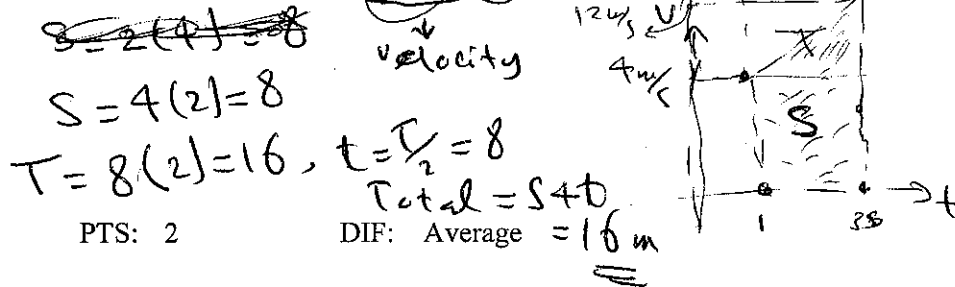 S = 2(4) = 8
velocity
S = 4(2) = 8
T = 8(2) = 16, t = T/2 = 8
Total = S+t
= 16 m
PTS: 2 DIF: Average
12m/s V
4m/s
S
1 3s t